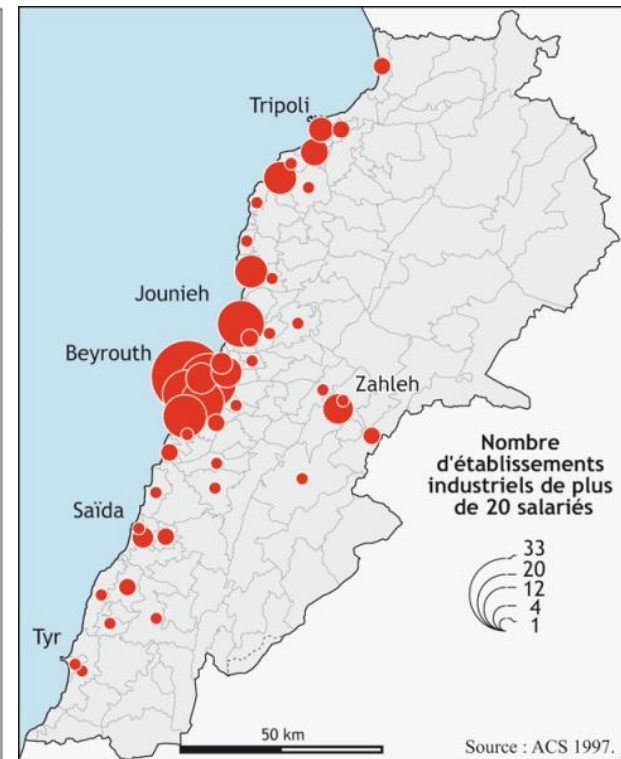 Tripoli
Jounieh
Beyrouth
Zahleh
Nombre
d'établissements
industriels de plus
de 20 salariés
33
20
12
4
1
Saïda
Tyr
50 km
Source : ACS 1997.